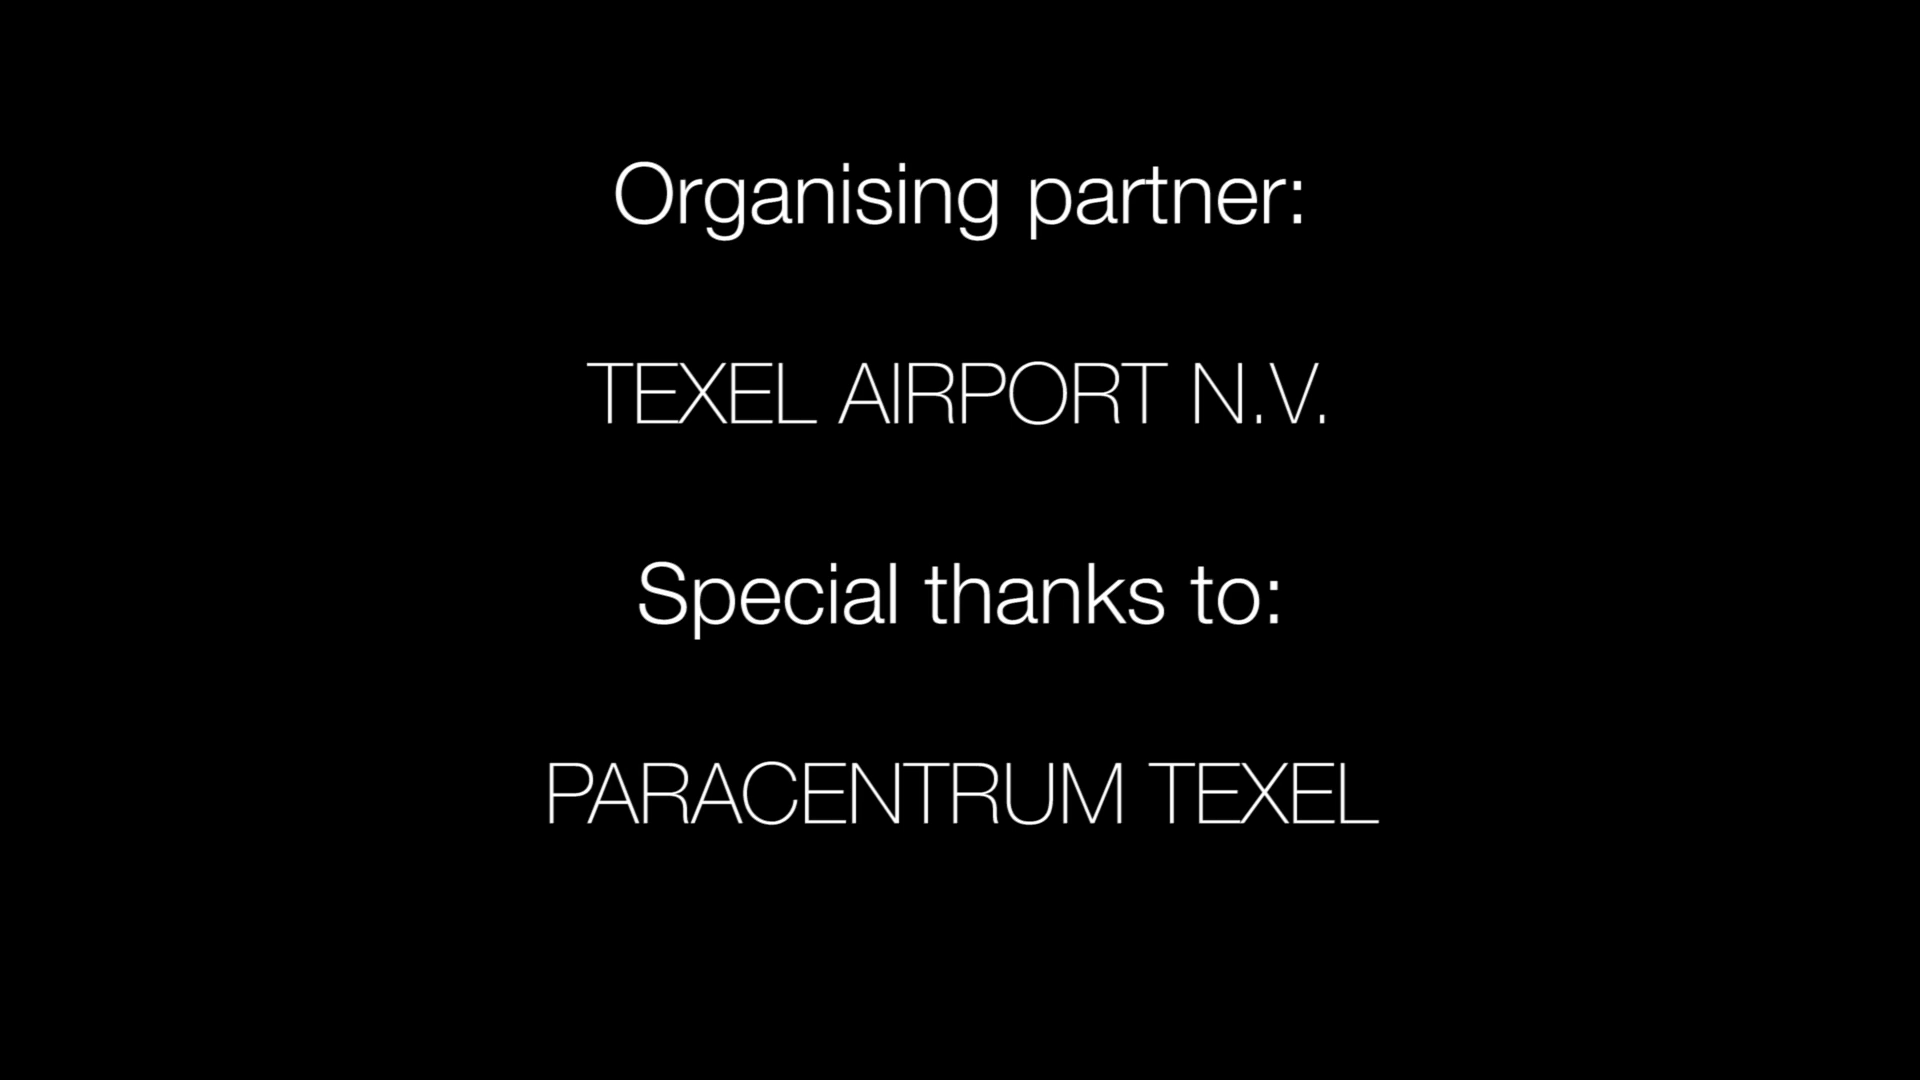 Organising partner:
TEXEL AIRPORT N.V.
Special thanks to:
PARACENTRUM TEXEL